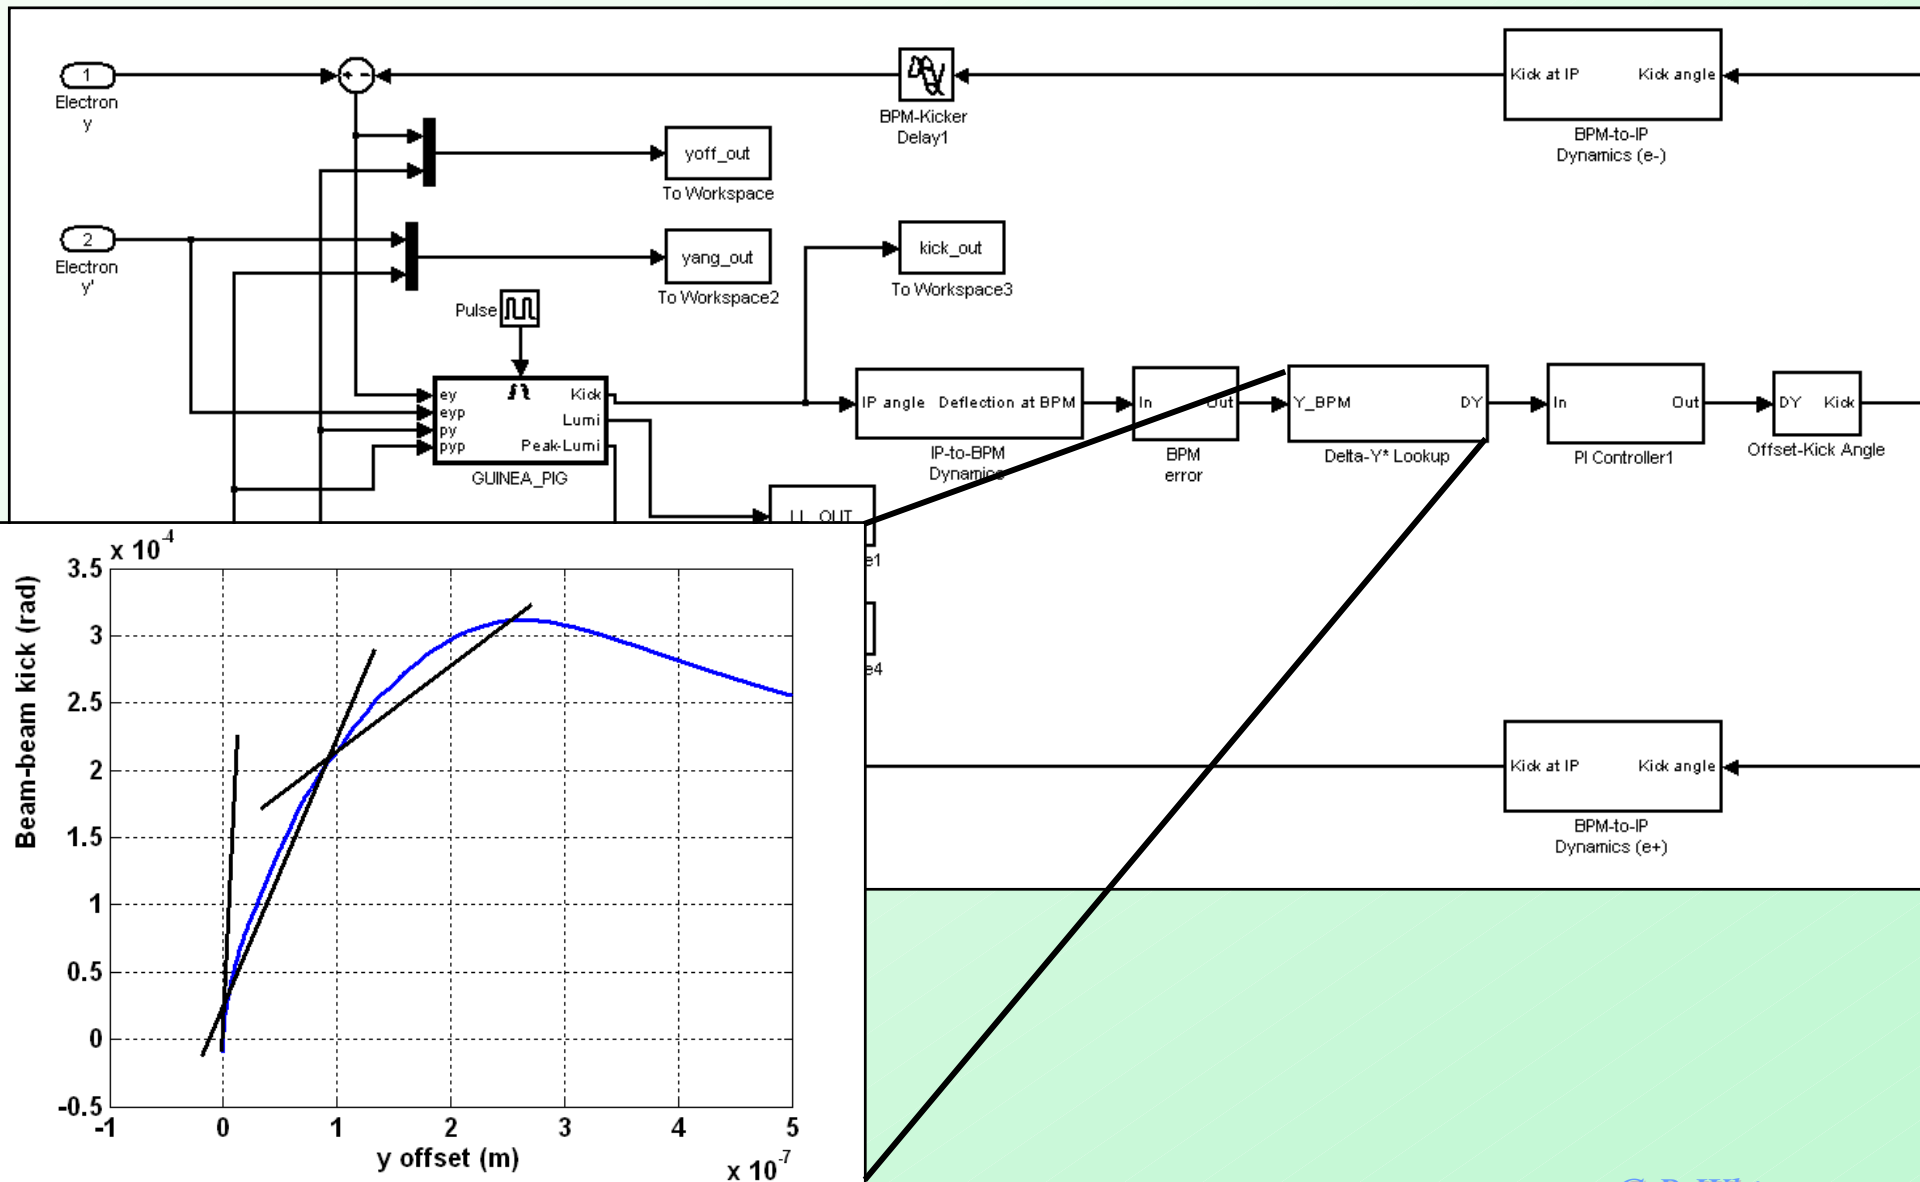 1
Electron
y
+ -
BPM-Kicker
Delay1
Kick at IP Kick angle
BPM-to-IP
Dynamics (e-)
yoff_out
To Workspace
2
Electron
y'
yang_out
To Workspace2
kick_out
To Workspace3
Pulse
ey
eyp
py
pyp
Kick
Lumi
Peak-Lumi
GUINEA_PIG
IP angle Deflection at BPM
IP-to-BPM
Dynamics
In Out
BPM
error
Y_BPM DY
Delta-Y* Lookup
In Out
PI Controller1
DY Kick
Offset-Kick Angle
e1
e4
Kick at IP Kick angle
BPM-to-IP
Dynamics (e+)
x 10-4
3.5
3
2.5
2
1.5
1
0.5
0
-0.5
-1 0 1 2 3 4 5
Beam-beam kick (rad)
y offset (m)
x 10-7